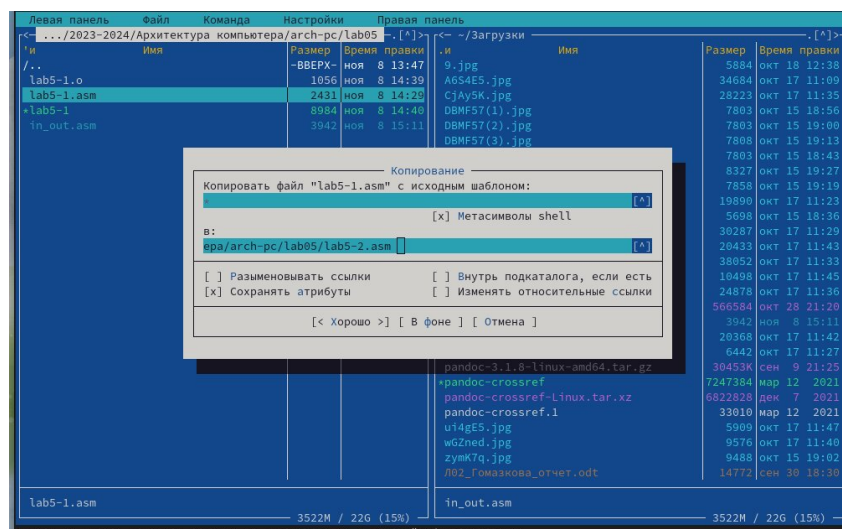 Левая панель Файл Команда Настройки Правая панель
.../2023-2024/Архитектура компьютера/arch-pc/lab05
'и Имя Размер Время правки
/.. -ВВЕРХ- ноя 8 13:47
lab5-1.o 1056 ноя 8 14:39
lab5-1.asm 2431 ноя 8 14:29
*lab5-1 8984 ноя 8 14:40
in_out.asm 3942 ноя 8 15:11
lab5-1.asm
3522M / 22G (15%)
~/Загрузки
.и Имя Размер Время правки
9.jpg 5884 окт 18 12:38
A6S4E5.jpg 34684 окт 17 11:09
CjAy5K.jpg 28223 окт 17 11:35
DBMF57(1).jpg 7803 окт 15 18:56
DBMF57(2).jpg 7803 окт 15 19:00
DBMF57(3).jpg 7808 окт 15 19:13
7803 окт 15 18:43
8327 окт 15 19:27
7858 окт 15 19:19
19890 окт 17 11:23
5698 окт 15 18:36
30287 окт 17 11:29
20433 окт 17 11:43
38052 окт 17 11:33
10498 окт 17 11:45
24878 окт 17 11:36
566584 окт 28 21:20
3942 ноя 8 15:11
20368 окт 17 11:42
6442 окт 17 11:27
pandoc-3.1.8-linux-amd64.tar.gz 30453K сен 9 21:25
*pandoc-crossref 7247384 мар 12 2021
pandoc-crossref-Linux.tar.xz 6822828 дек 7 2021
pandoc-crossref.1 33010 мар 12 2021
ui4gE5.jpg 5909 окт 17 11:47
wGZned.jpg 9576 окт 17 11:40
zymK7q.jpg 9488 окт 15 19:02
Л02_Гомазкова_отчет.odt 14772 сен 30 18:30
in_out.asm
3522M / 22G (15%)
Копирование
Копировать файл "lab5-1.asm" с исходным шаблоном:
* [^]
[x] Метасимволы shell
в:
ера/arch-pc/lab05/lab5-2.asm [^]
[ ] Разыменовывать ссылки [ ] Внутрь подкаталога, если есть
[x] Сохранять атрибуты [ ] Изменять относительные ссылки
[< Хорошо >] [ В фоне ] [ Отмена ]